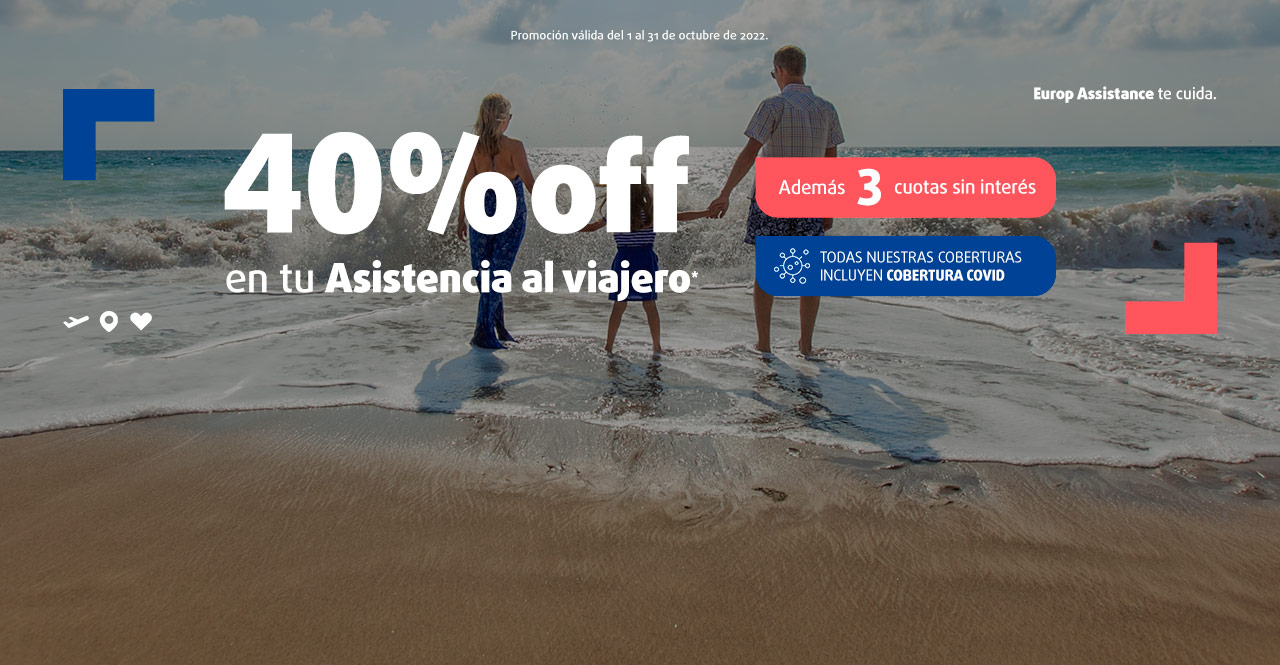 Promoción válida del 1 al 31 de octubre de 2022.
Europ Assistance te cuida.
40%off
en tu Asistencia al viajero*
Además 3 cuotas sin interés
TODAS NUESTRAS COBERTURAS
INCLUYEN COBERTURA COVID